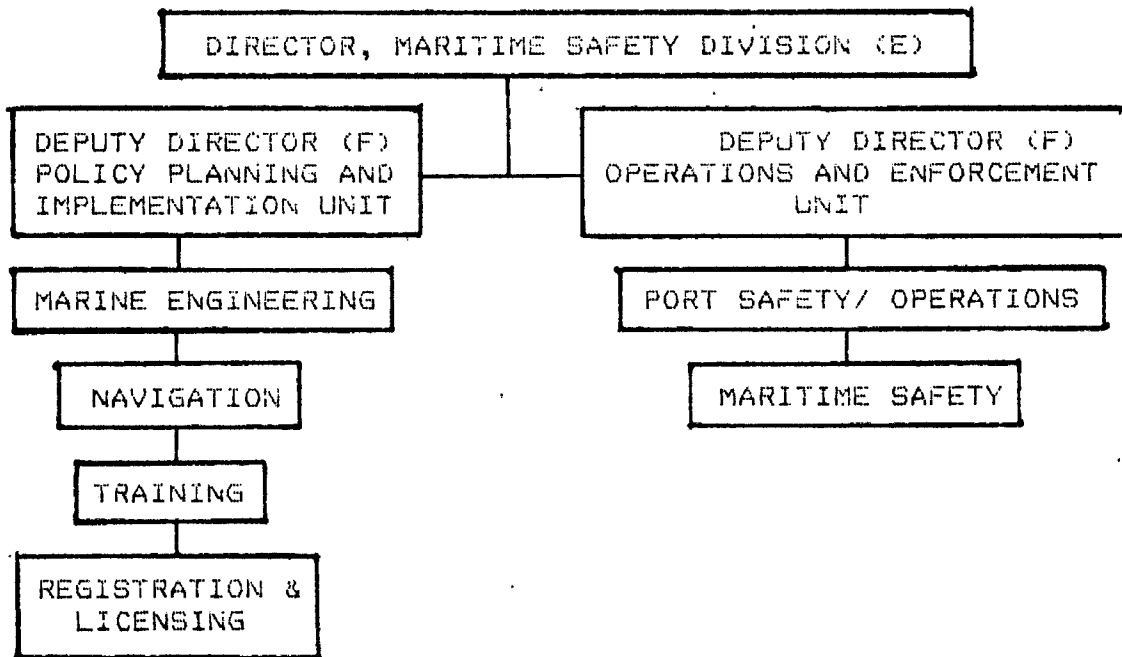 DIRECTOR, MARITIME SAFETY DIVISION (E)
DEPUTY DIRECTOR (F)
POLICY PLANNING AND
IMPLEMENTATION UNIT
DEPUTY DIRECTOR (F)
OPERATIONS AND ENFORCEMENT
UNIT
MARINE ENGINEERING
PORT SAFETY/ OPERATIONS
NAVIGATION
MARITIME SAFETY
TRAINING
REGISTRATION &
LICENSING